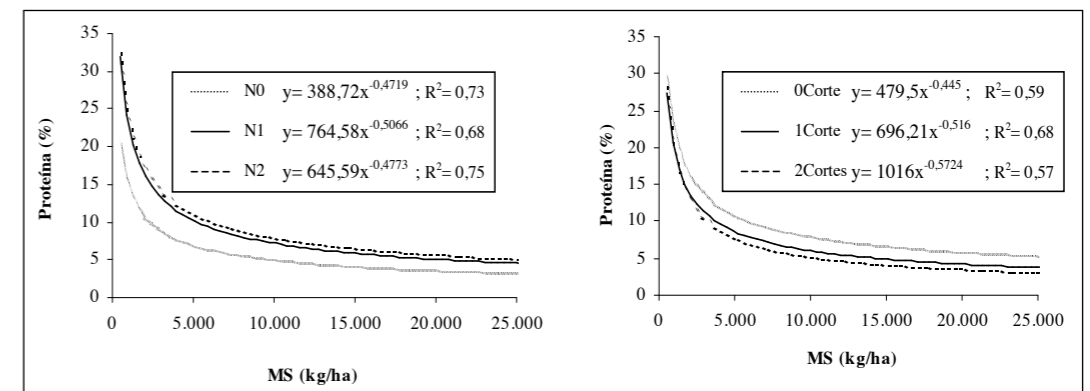 35
30
25
20
15
10
5
0
Proteína (%)
N0 y= 388,72x^-0,4719 ; R²= 0,73
N1 y= 764,58x^-0,5066 ; R²= 0,68
N2 y= 645,59x^-0,4773 ; R²= 0,75
0 5.000 10.000 15.000 20.000 25.000
MS (kg/ha)
35
30
25
20
15
10
5
0
Proteína (%)
0Corte y= 479,5x^-0,445 ; R²= 0,59
1Corte y= 696,21x^-0,516 ; R²= 0,68
2Cortes y= 1016x^-0,5724 ; R²= 0,57
0 5.000 10.000 15.000 20.000 25.000
MS (kg/ha)